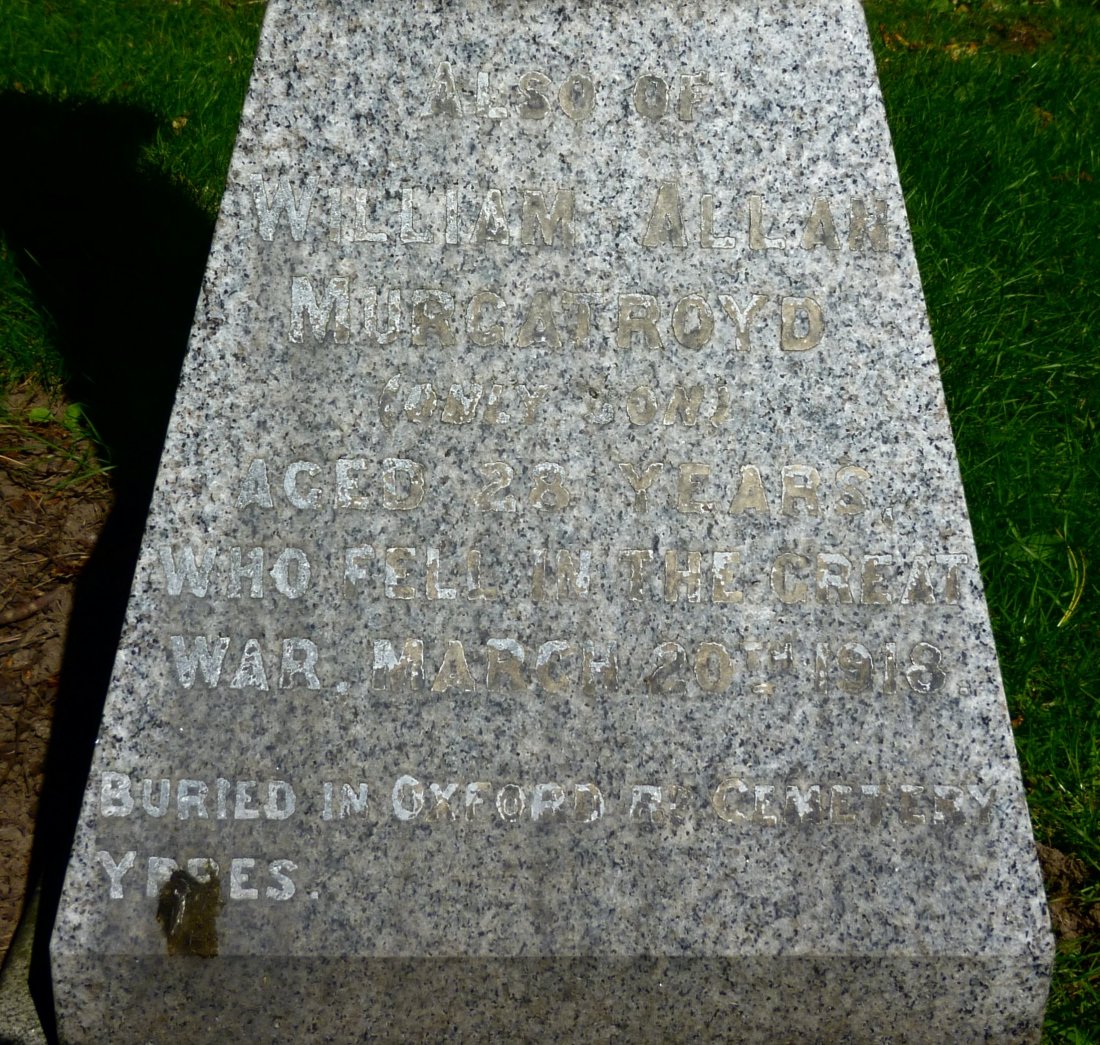 ALSO OF
WILLIAM ALLAN
MURGATROYD
(ONLY SON)
AGED 28 YEARS,
WHO FELL IN THE GREAT
WAR, MARCH 20TH 1918.
BURIED IN OXFORD RD CEMETERY
YPRES.